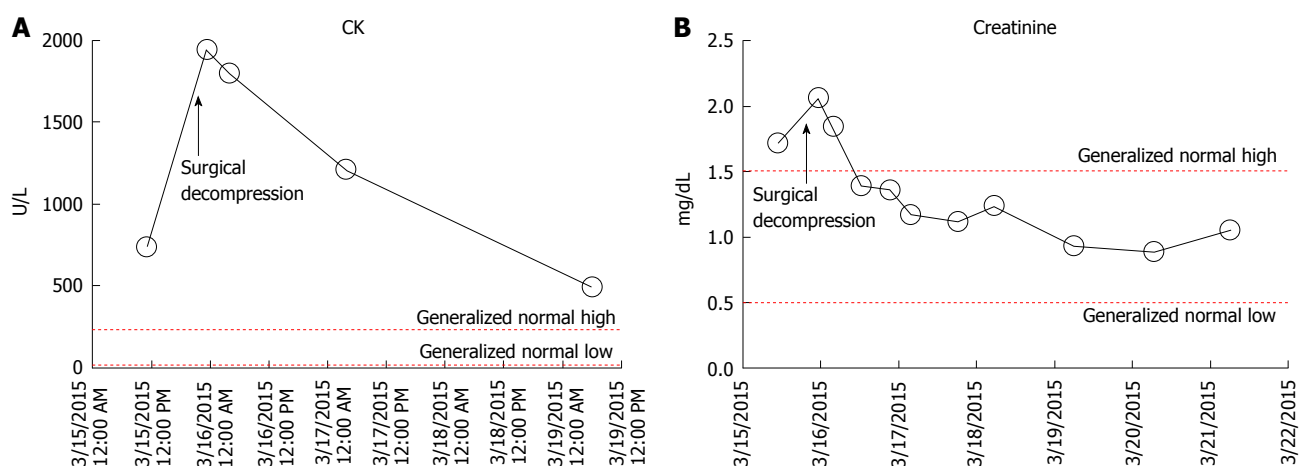 A
CK
2000
1500
1000
500
0
U/L
Surgical
decompression
Generalized normal high
Generalized normal low
3/15/2015
12:00 AM
3/15/2015
12:00 PM
3/16/2015
12:00 AM
3/16/2015
12:00 PM
3/17/2015
12:00 AM
3/17/2015
12:00 PM
3/18/2015
12:00 AM
3/18/2015
12:00 PM
3/19/2015
12:00 AM
3/19/2015
12:00 PM
B
Creatinine
2.5
2.0
1.5
1.0
0.5
0.0
mg/dL
Generalized normal high
Surgical
decompression
Generalized normal low
3/15/2015
3/16/2015
3/17/2015
3/18/2015
3/19/2015
3/20/2015
3/21/2015
3/22/2015